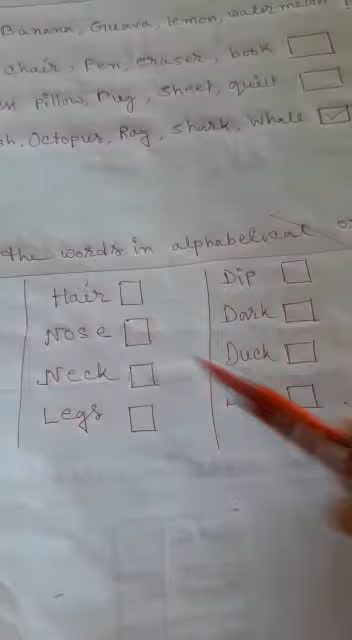 Banana, Guava, lemon, water melon
chair, Pen, eraser, book
Pillow, Rug, Sheet, quilt
Octopus, Ray, Shark, Whale
the words in alphabetical
Hair
Nose
Neck
Legs
Dip
Dark
Duck